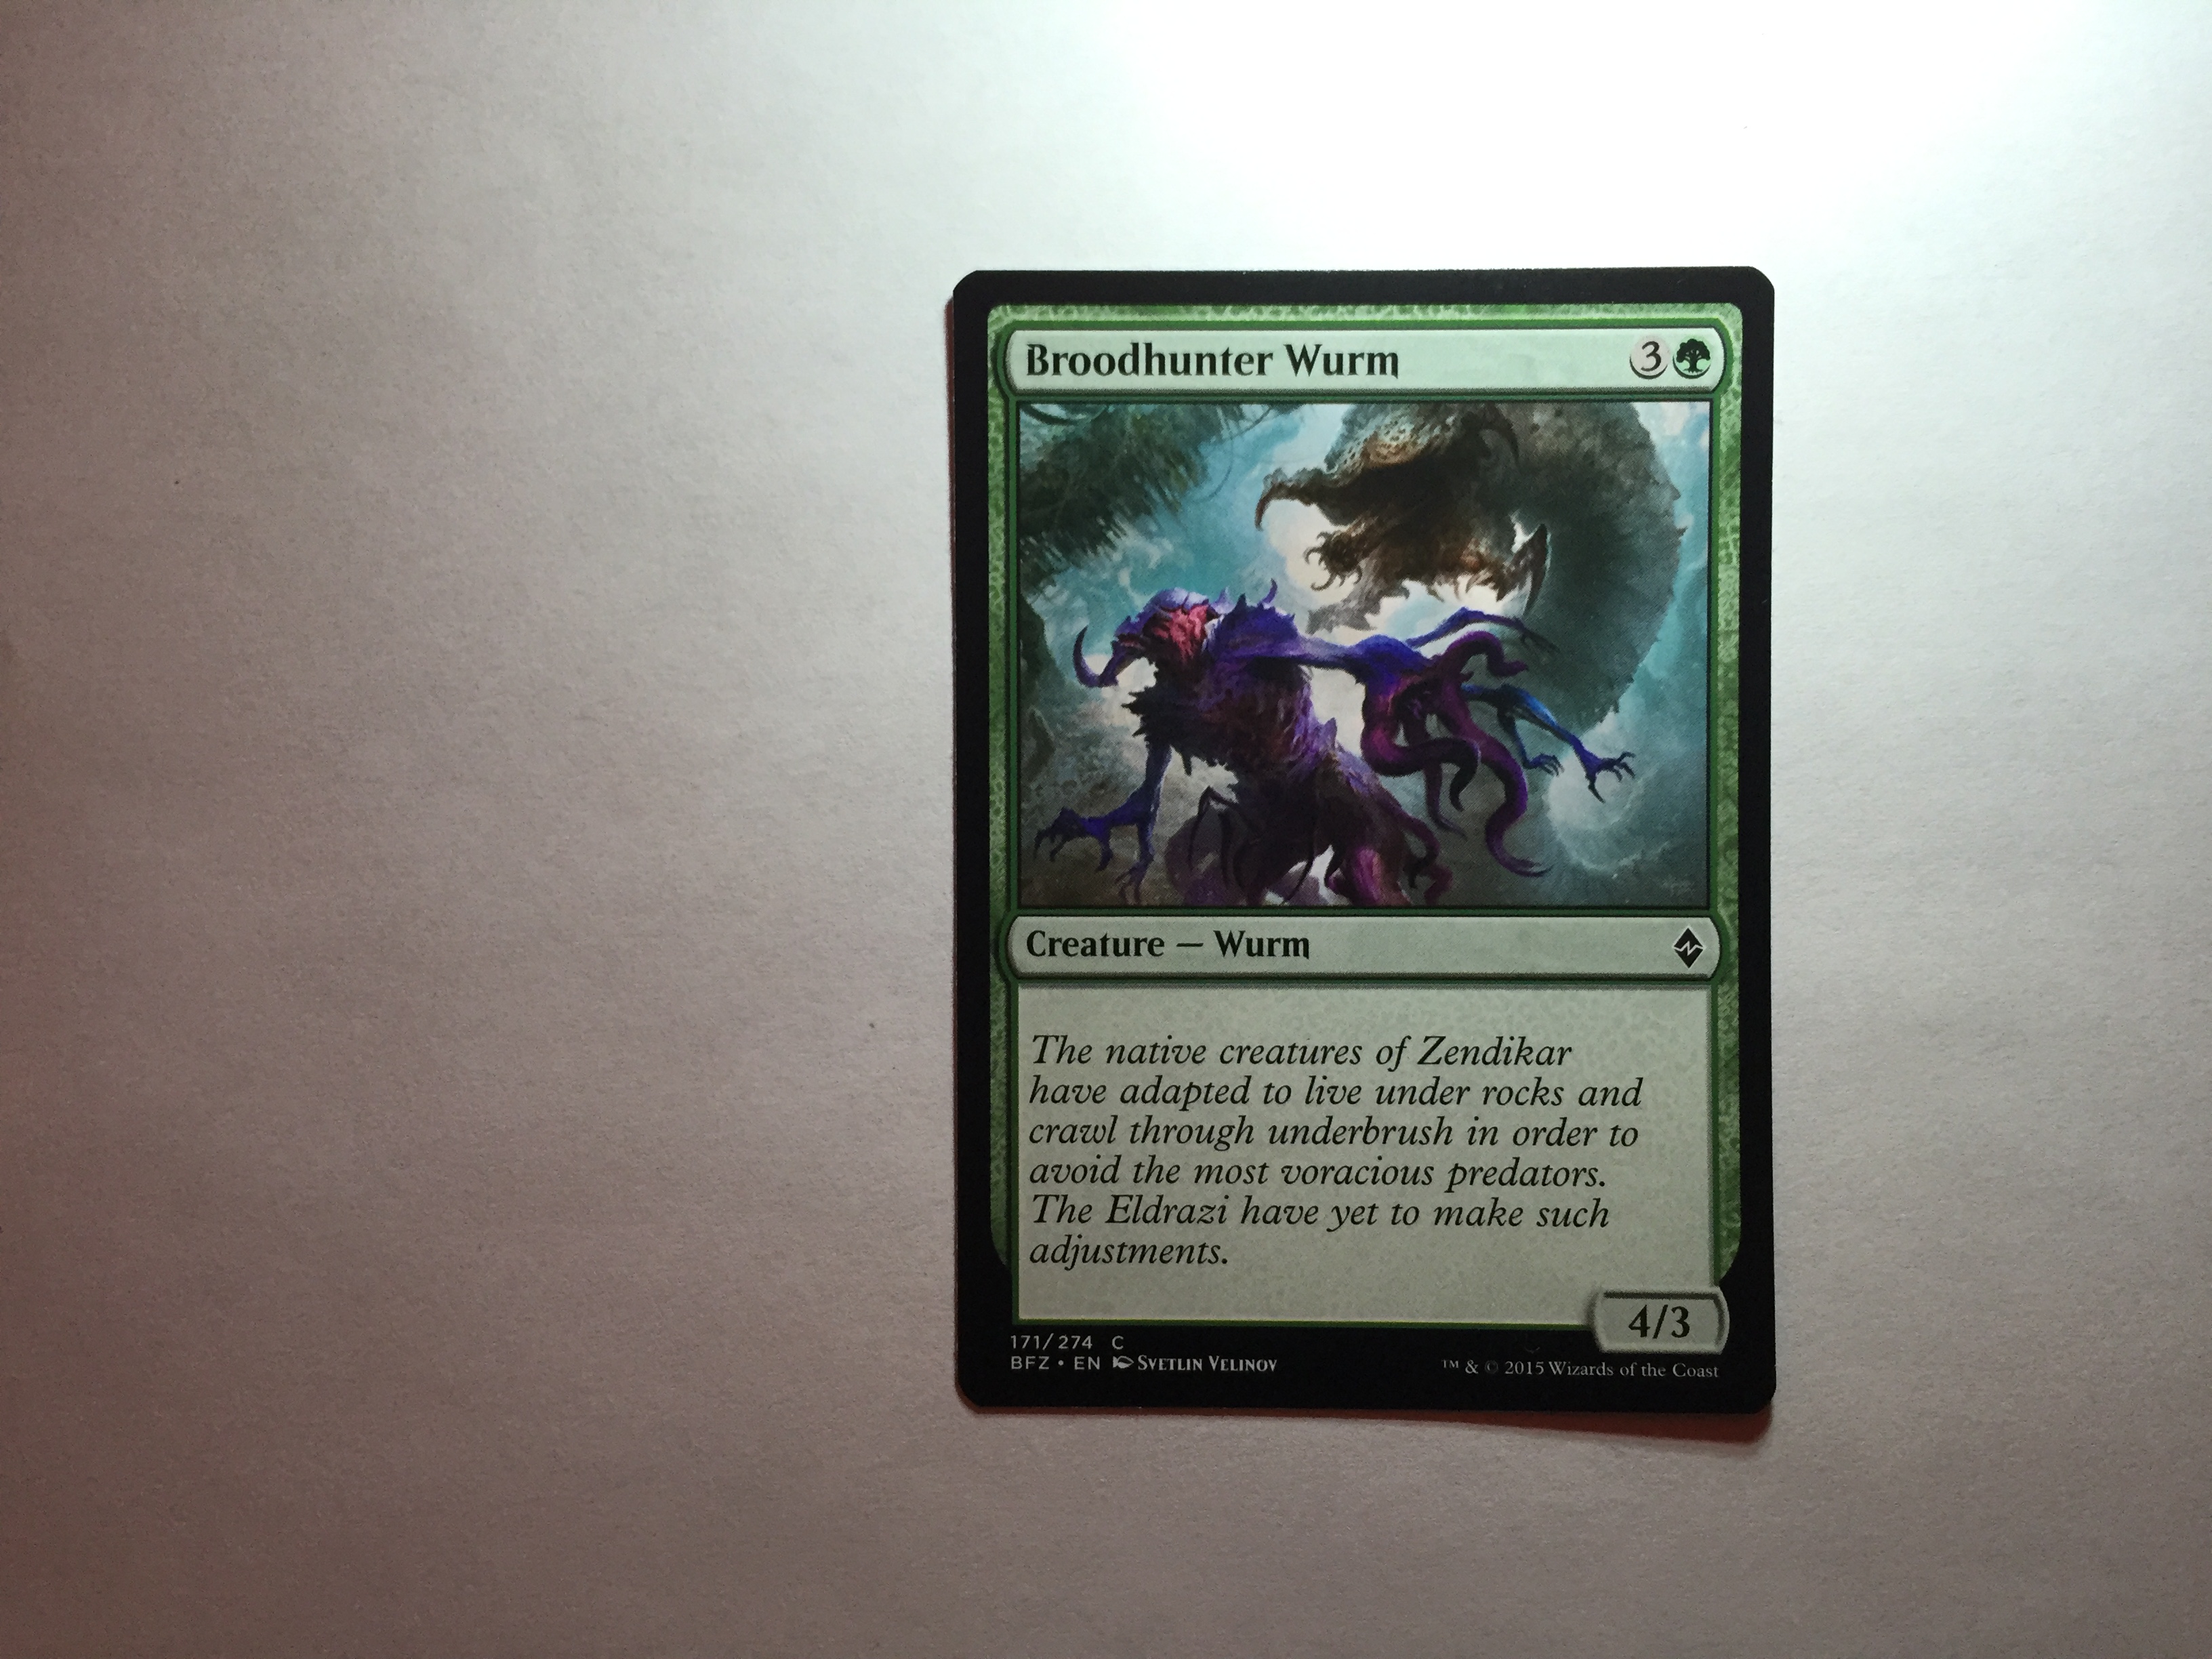 Broodhunter Wurm 3
Creature — Wurm
The native creatures of Zendikar
have adapted to live under rocks and
crawl through underbrush in order to
avoid the most voracious predators.
The Eldrazi have yet to make such
adjustments.
4/3
171/274 C
BFZ • EN SVETLIN VELINOV
™ & © 2015 Wizards of the Coast